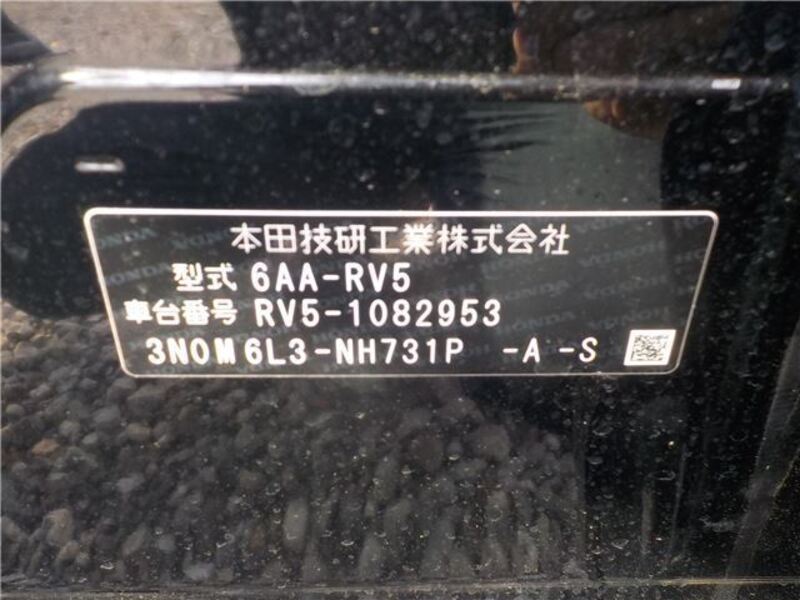 本田技研工業株式会社
型式 6AA-RV5
車台番号 RV5-1082953
3N0M6L3-NH731P -A -S